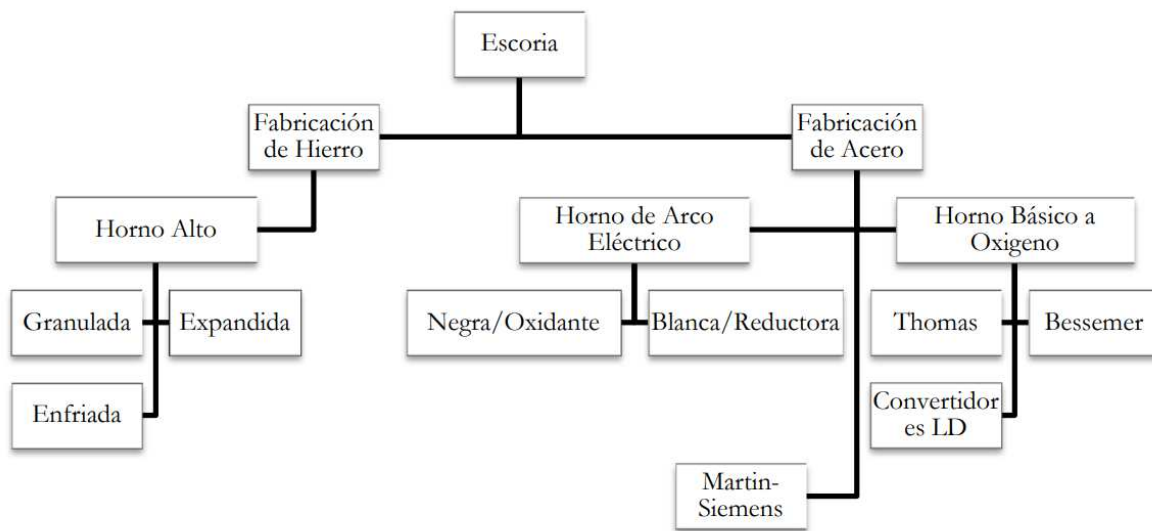 Escoria
Fabricación
de Hierro
Fabricación
de Acero
Horno Alto
Horno de Arco
Eléctrico
Horno Básico a
Oxigeno
Granulada
Expandida
Negra/Oxidante
Blanca/Reductora
Thomas
Bessemer
Enfriada
Convertidor
es LD
Martin-
Siemens